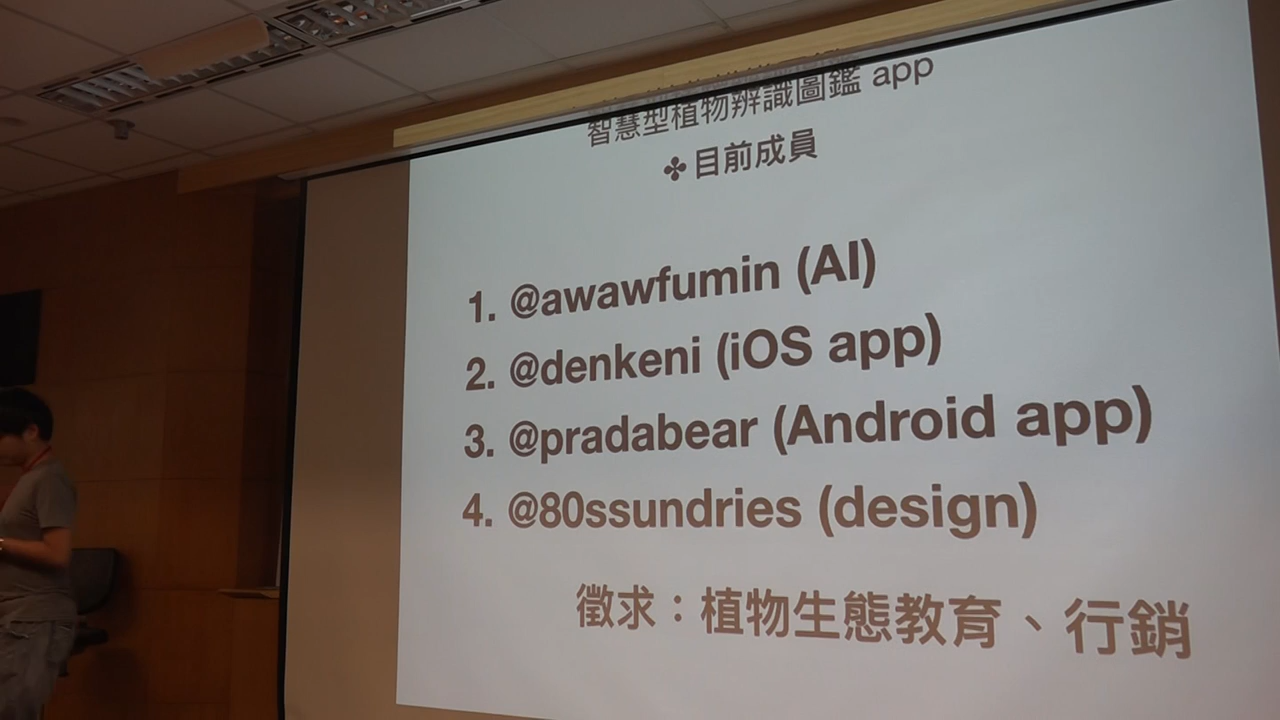 智慧型植物辨識圖鑑 app
✤目前成員
1. @awawfumin (AI)
2. @denkeni (iOS app)
3. @pradabear (Android app)
4. @80ssundries (design)
徵求：植物生態教育、行銷